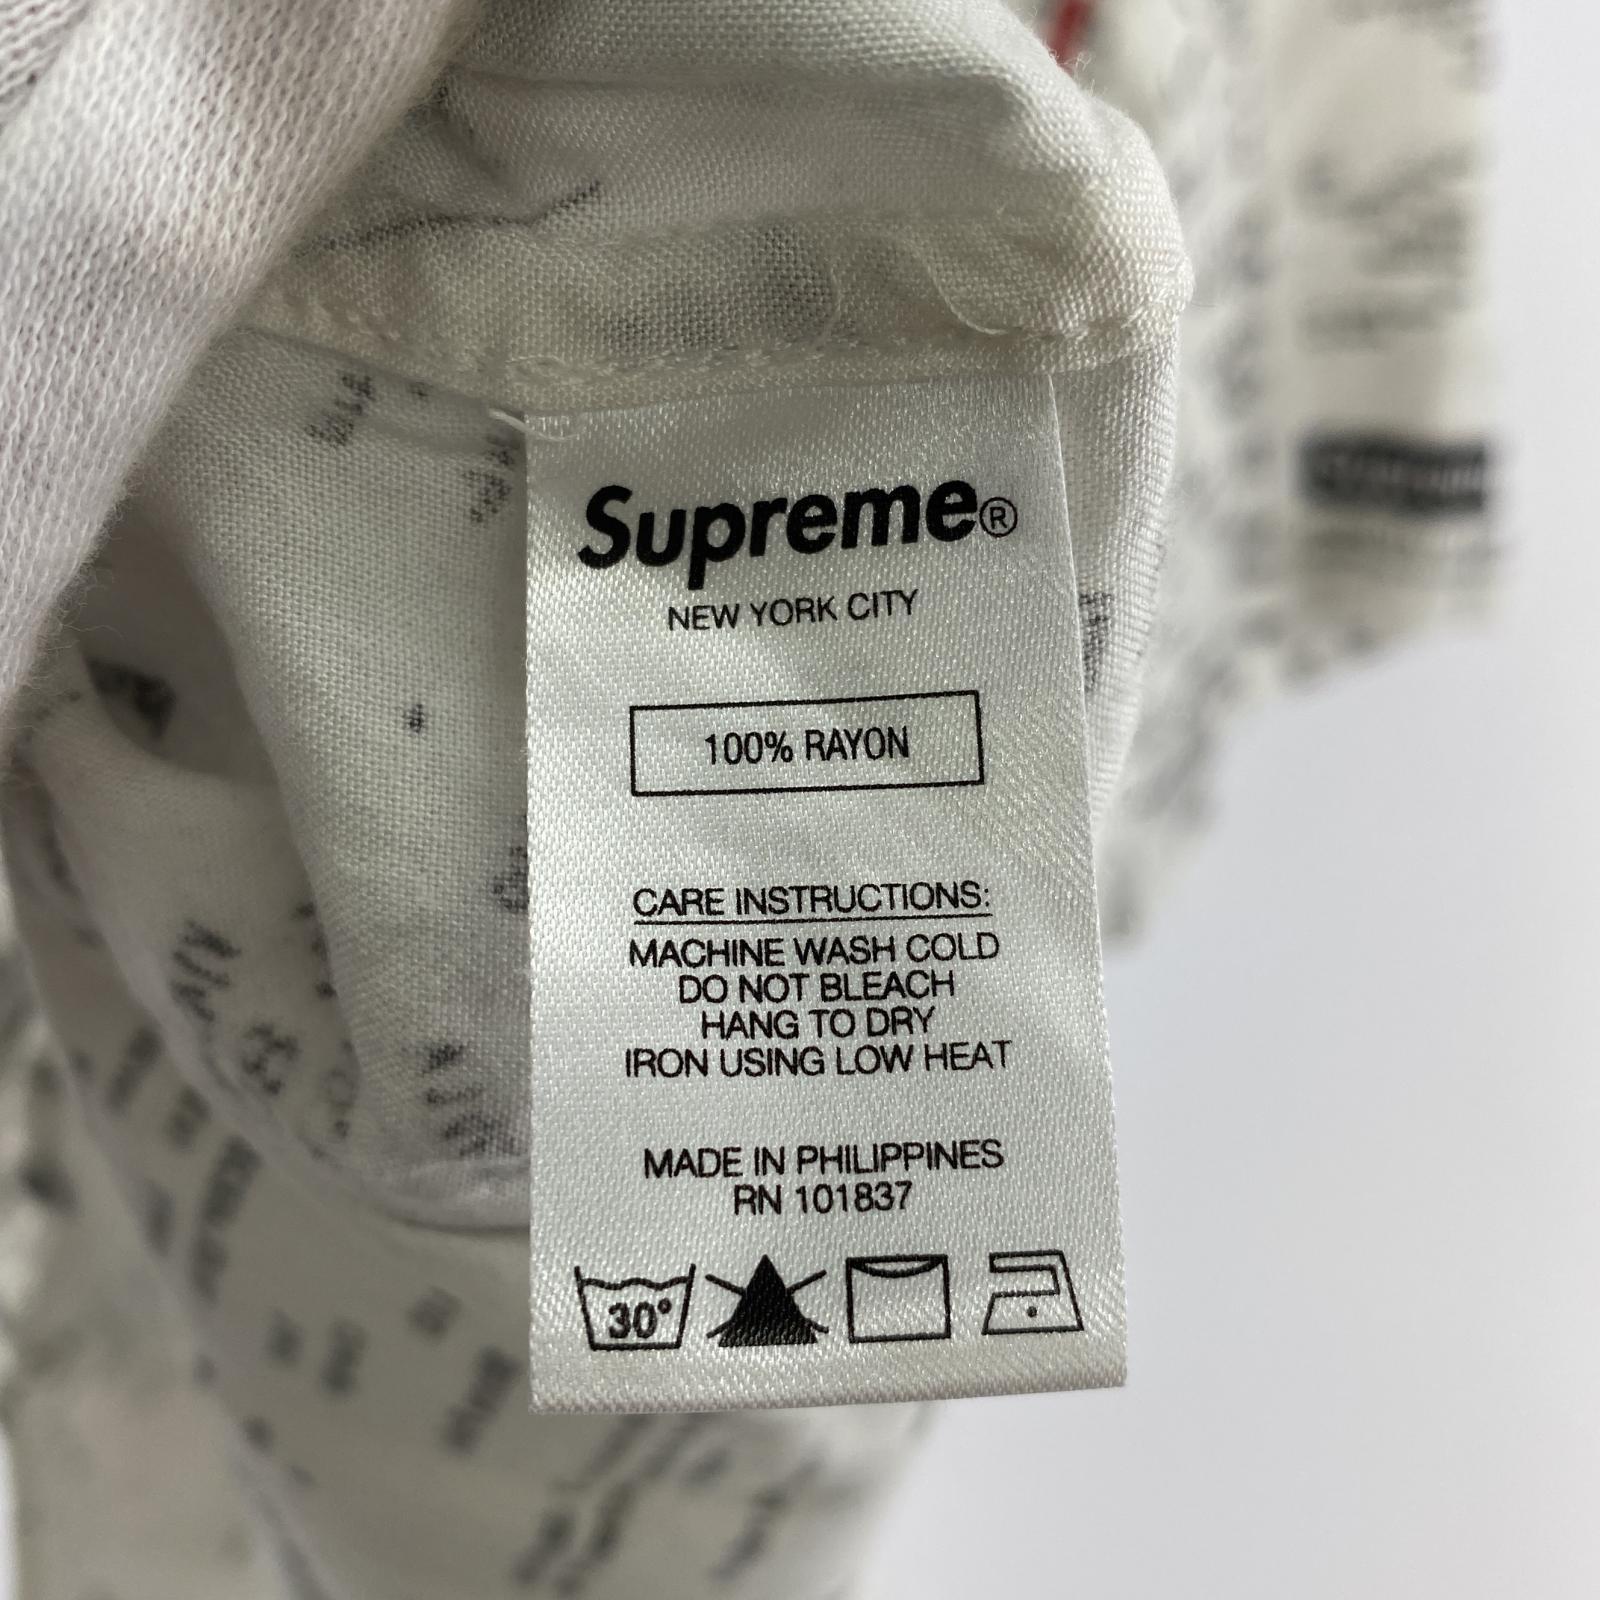 Supreme®
NEW YORK CITY
100% RAYON
CARE INSTRUCTIONS:
MACHINE WASH COLD
DO NOT BLEACH
HANG TO DRY
IRON USING LOW HEAT
MADE IN PHILIPPINES
RN 101837
30°